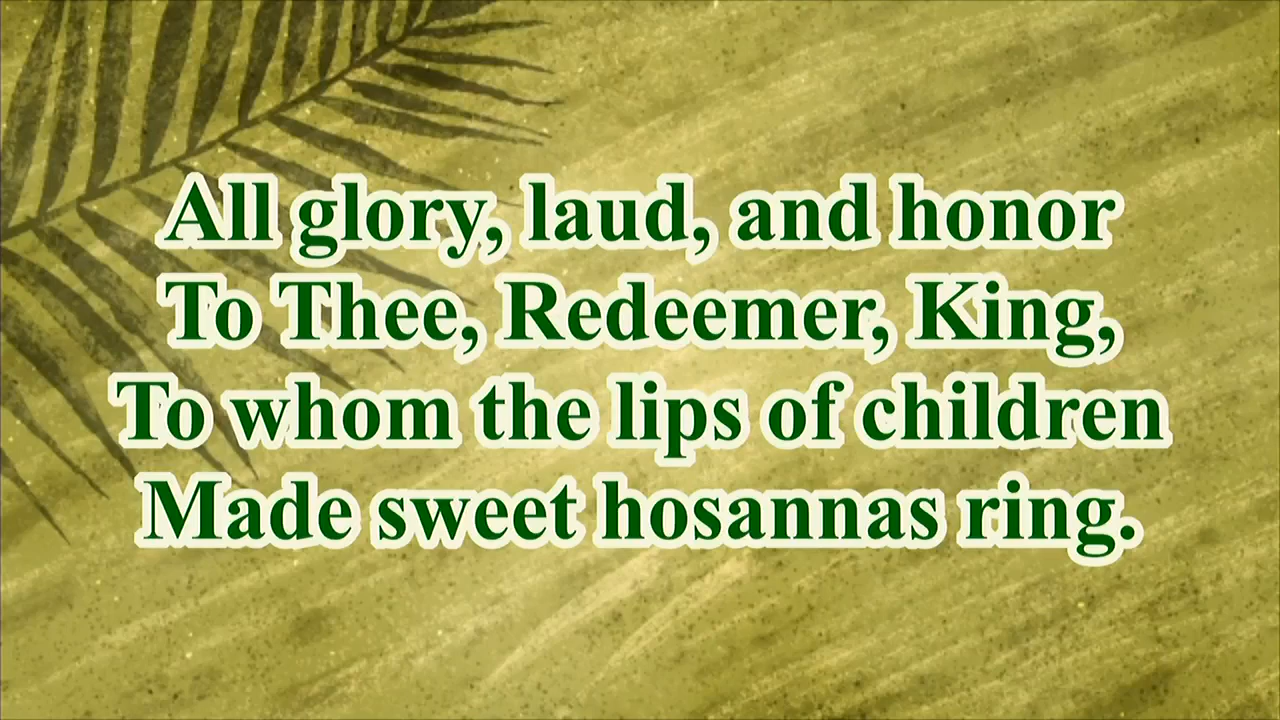 All glory, laud, and honor
To Thee, Redeemer, King,
To whom the lips of children
Made sweet hosannas ring.